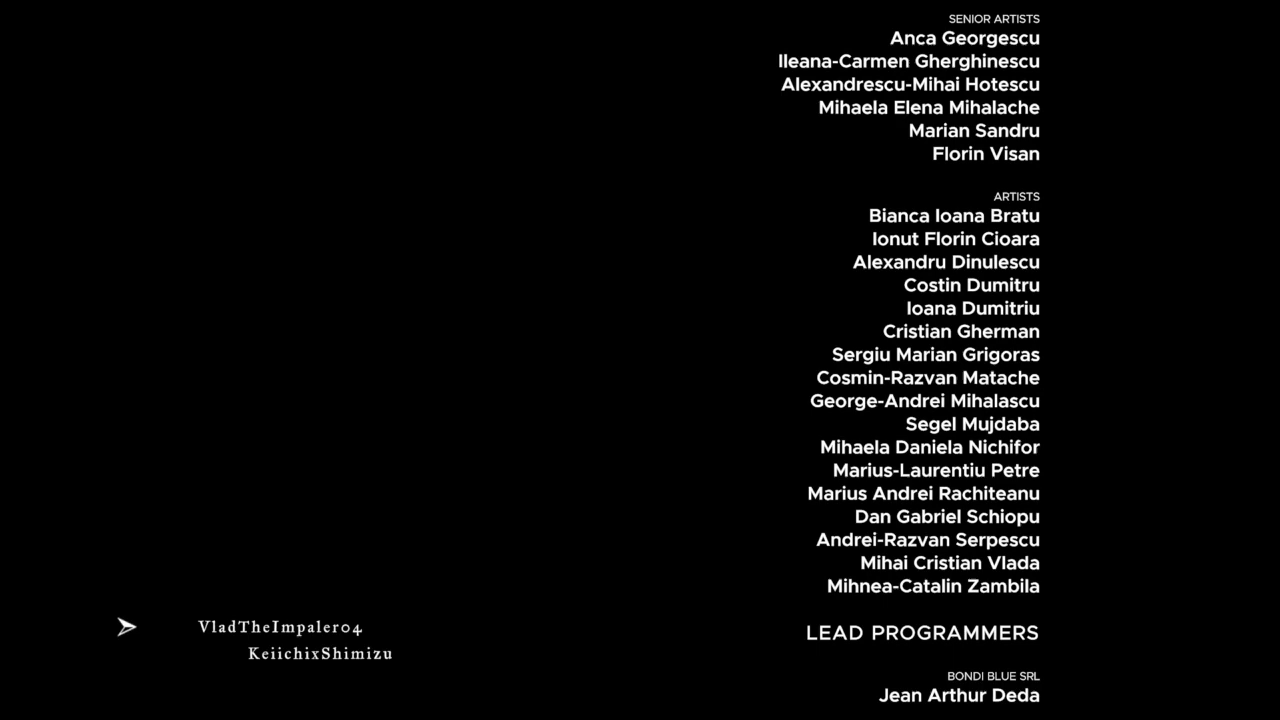 SENIOR ARTISTS
Anca Georgescu
Ileana-Carmen Gherghinescu
Alexandrescu-Mihai Hotescu
Mihaela Elena Mihalache
Marian Sandru
Florin Visan
ARTISTS
Bianca Ioana Bratu
Ionut Florin Cioara
Alexandru Dinulescu
Costin Dumitru
Ioana Dumitriu
Cristian Gherman
Sergiu Marian Grigoras
Cosmin-Razvan Matache
George-Andrei Mihalascu
Segel Mujdaba
Mihaela Daniela Nichifor
Marius-Laurentiu Petre
Marius Andrei Rachiteanu
Dan Gabriel Schiopu
Andrei-Razvan Serpescu
Mihai Cristian Vlada
Mihnea-Catalin Zambila
LEAD PROGRAMMERS
BONDI BLUE SRL
Jean Arthur Deda
VladTheImpaler04
KeiichixShimizu